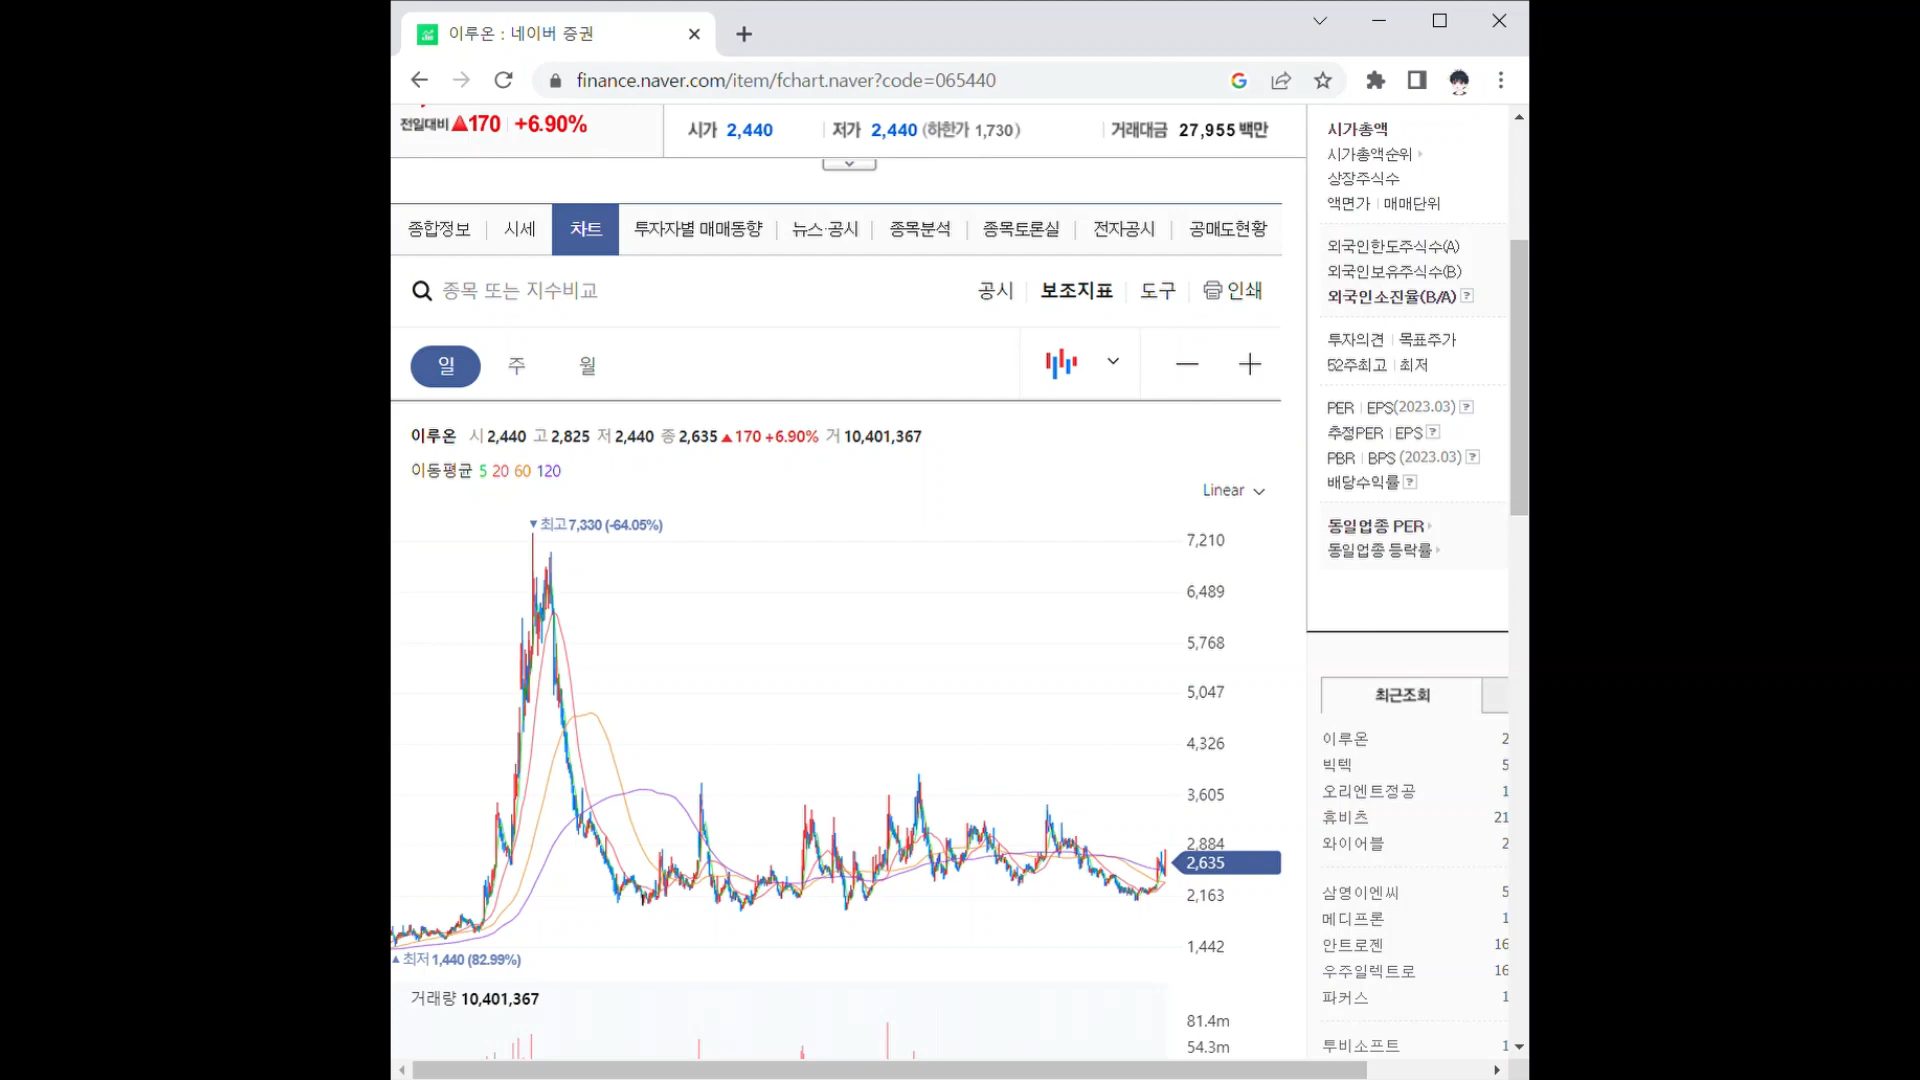 이루온 : 네이버 증권
finance.naver.com/item/fchart.naver?code=065440
전일대비 ▲170 +6.90%
시가 2,440 저가 2,440 (하한가 1,730) 거래대금 27,955 백만
종합정보 시세 차트 투자자별 매매동향 뉴스·공시 종목분석 종목토론실 전자공시 공매도현황
종목 또는 지수비교 공시 보조지표 도구 인쇄
일 주 월
이루온 시 2,440 고 2,825 저 2,440 종 2,635 ▲170 +6.90% 거 10,401,367
이동평균 5 20 60 120
Linear
▼최고 7,330 (-64.05%)
7,210
6,489
5,768
5,047
4,326
3,605
2,884
2,635
2,163
1,442
▲최저 1,440 (82.99%)
거래량 10,401,367
81.4m
54.3m
시가총액
시가총액순위
상장주식수
액면가 매매단위
외국인한도주식수(A)
외국인보유주식수(B)
외국인소진율(B/A) ?
투자의견 목표주가
52주최고 최저
PER EPS(2023.03) ?
추정PER EPS ?
PBR BPS (2023.03) ?
배당수익률 ?
동일업종 PER
동일업종 등락률
최근조회
이루온 2
빅텍 5
오리엔트정공 1
휴비츠 21
와이어블 2
삼영이엔씨 5
메디프론 1
안트로젠 16
우주일렉트로 16
파커스 1
투비소프트 1